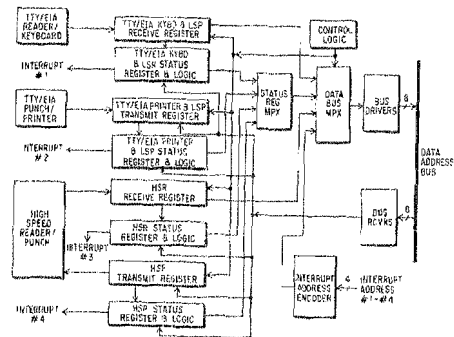 TTY/EIA
READER/
KEYBOARD
TTY/EIA KYBD & LSP
RECEIVE REGISTER
TTY/EIA KYBD
& LSP STATUS
REGISTER & LOGIC
INTERRUPT
#1
TTY/EIA
PUNCH/
PRINTER
TTY/EIA PRINTER & LSP
TRANSMIT REGISTER
TTY/EIA PRINTER
& LSP STATUS
REGISTER & LOGIC
INTERRUPT
#2
HSR
RECEIVE REGISTER
HIGH
SPEED
READER/
PUNCH
HSR STATUS
REGISTER & LOGIC
INTERRUPT
#3
HSP
TRANSMIT REGISTER
HSP STATUS
REGISTER & LOGIC
INTERRUPT
#4
CONTROL
LOGIC
STATUS
REG
MPX
DATA
BUS
MPX
BUS
DRIVERS
8
DATA
ADDRESS
BUS
BUS
RCVRS
8
INTERRUPT
ADDRESS
ENCODER
4
INTERRUPT
ADDRESS
#1-#4